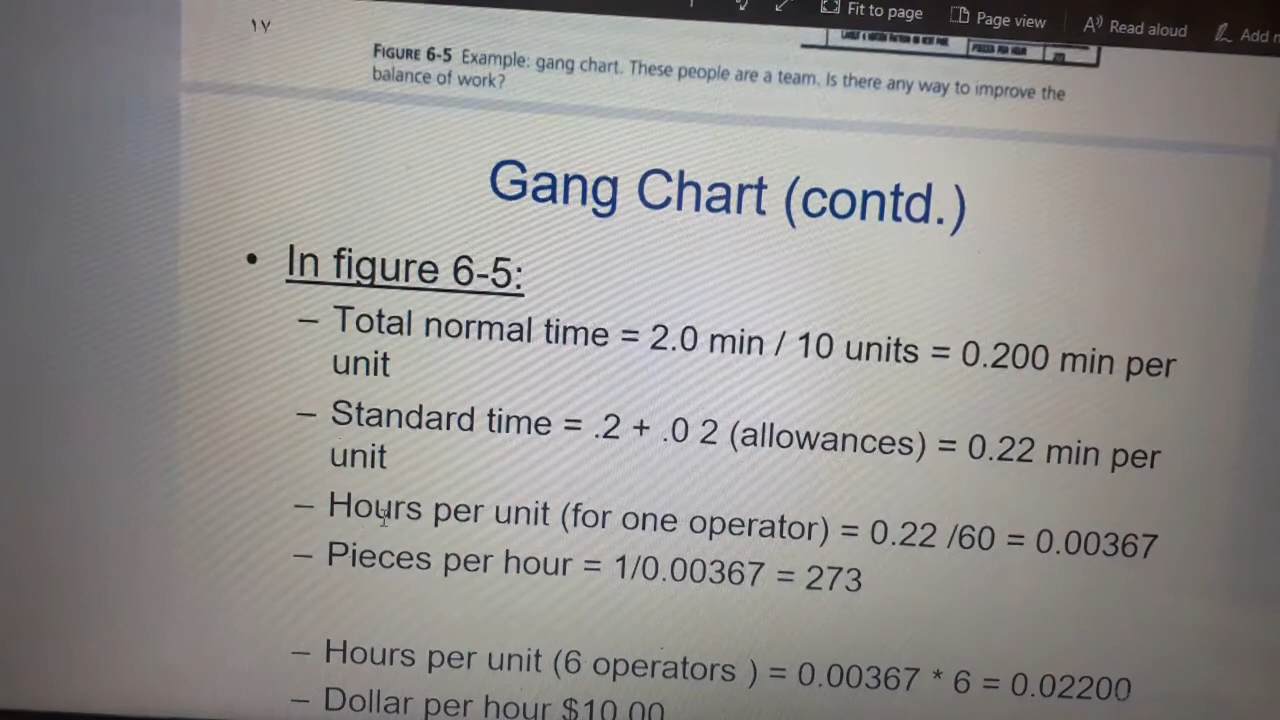 Fit to page
Page view
Read aloud
Add
١٧
FIGURE 6-5 Example: gang chart. These people are a team. Is there any way to improve the
balance of work?
Gang Chart (contd.)
• In figure 6-5:
– Total normal time = 2.0 min / 10 units = 0.200 min per
unit
– Standard time = .2 + .0 2 (allowances) = 0.22 min per
unit
– Hours per unit (for one operator) = 0.22 /60 = 0.00367
– Pieces per hour = 1/0.00367 = 273
– Hours per unit (6 operators ) = 0.00367 * 6 = 0.02200
– Dollar per hour $10.00